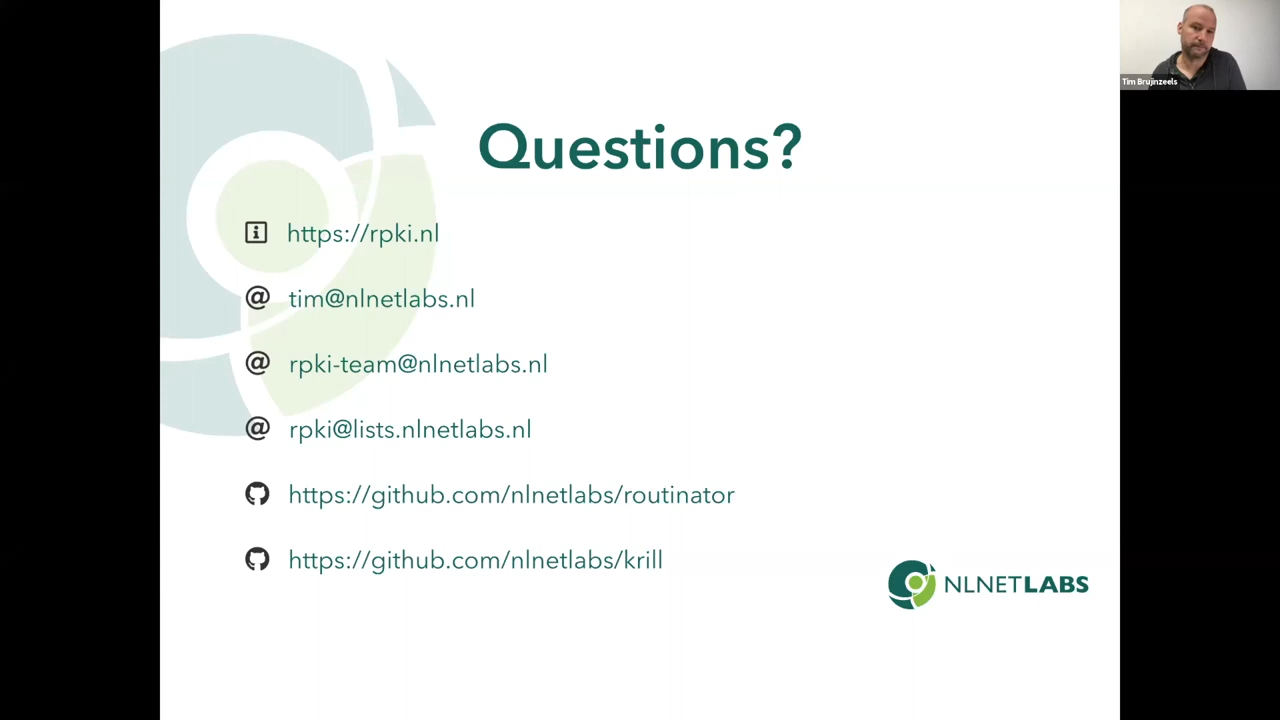 Tim Bruijnzeels
Questions?
https://rpki.nl
@ tim@nlnetlabs.nl
@ rpki-team@nlnetlabs.nl
@ rpki@lists.nlnetlabs.nl
https://github.com/nlnetlabs/routinator
https://github.com/nlnetlabs/krill
NLNETLABS